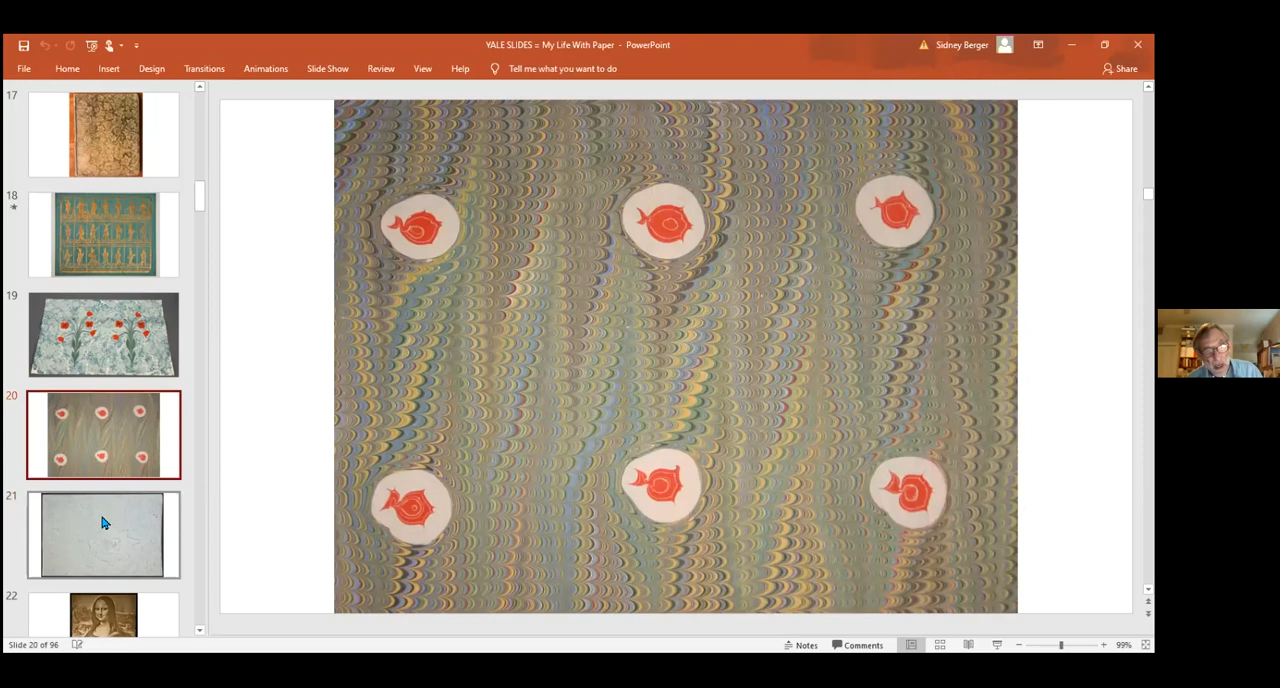 YALE SLIDES = My Life With Paper - PowerPoint
Sidney Berger
File Home Insert Design Transitions Animations Slide Show Review View Help Tell me what you want to do
Share
17
18
19
20
21
22
Slide 20 of 96
Notes Comments 99%